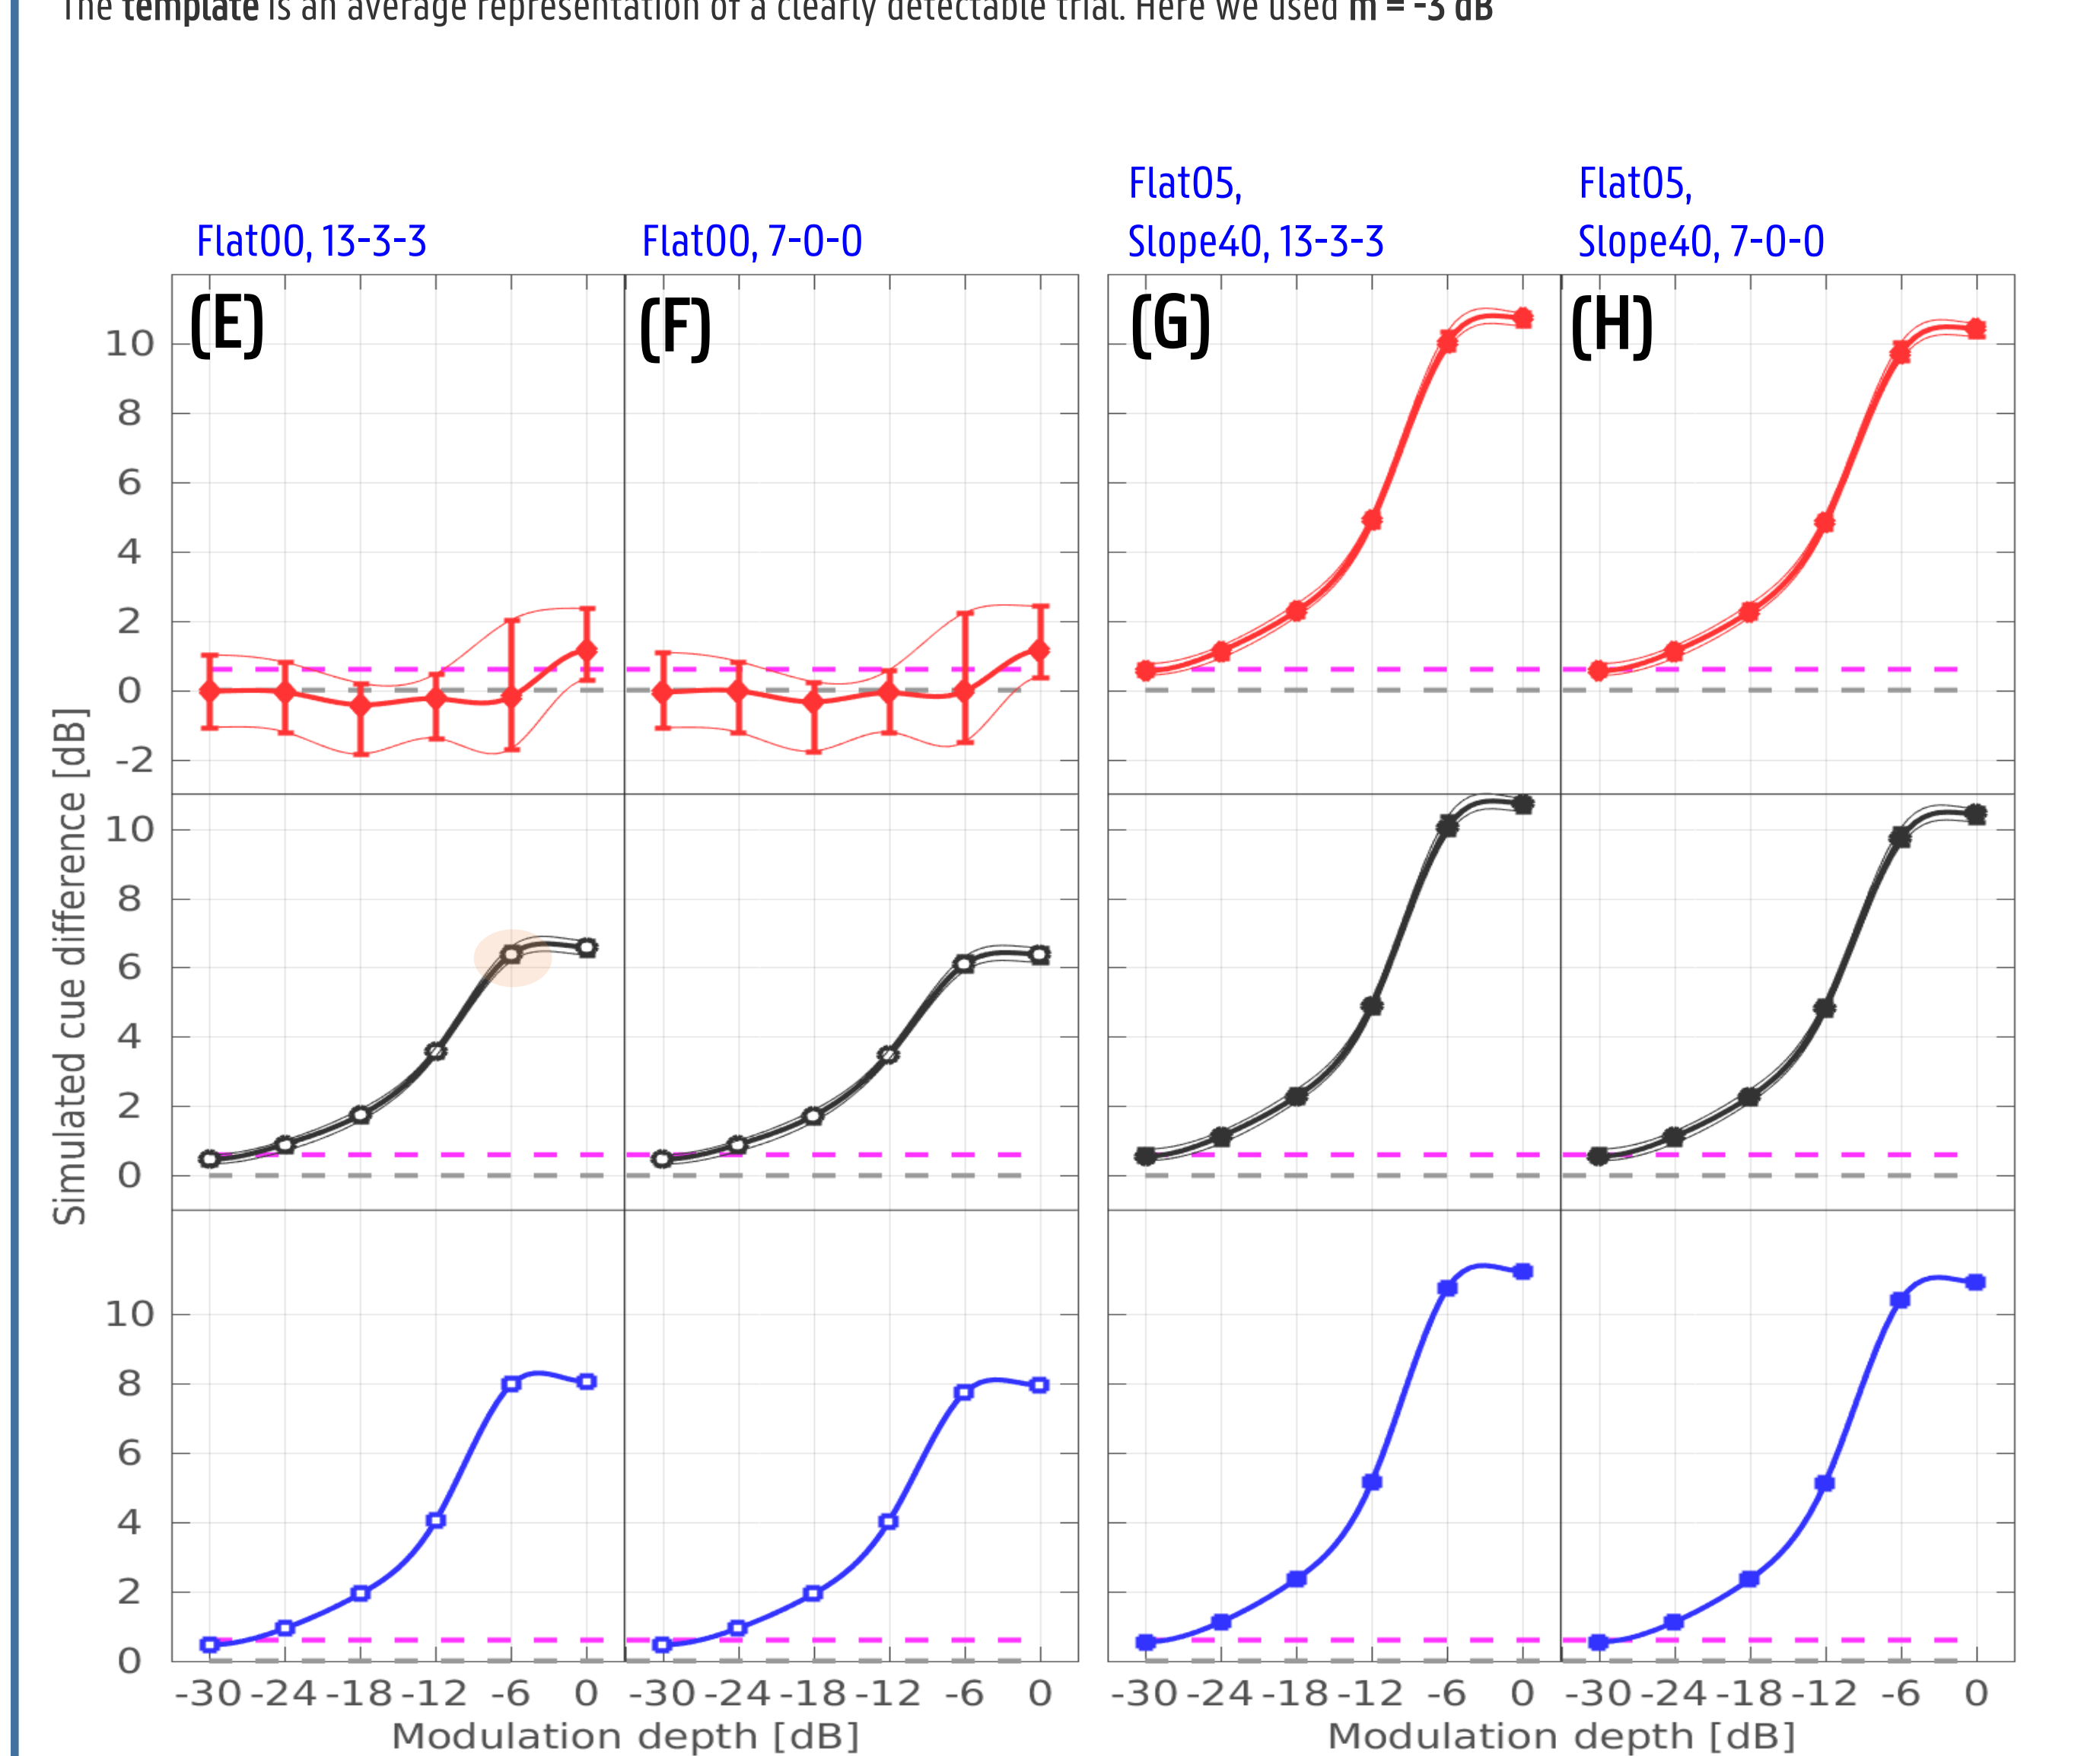 The template is an average representation of a clearly detectable trial. Here we used m = -3 dB
Flat05,
Slope40, 13-3-3
Flat05,
Slope40, 7-0-0
Flat00, 13-3-3
Flat00, 7-0-0
(E)
(F)
(G)
(H)
10
8
6
4
2
0
-2
10
8
6
4
2
0
10
8
6
4
2
0
Simulated cue difference [dB]
-30 -24 -18 -12 -6 0 -30 -24 -18 -12 -6 0 -30 -24 -18 -12 -6 0 -30 -24 -18 -12 -6 0
Modulation depth [dB] Modulation depth [dB]